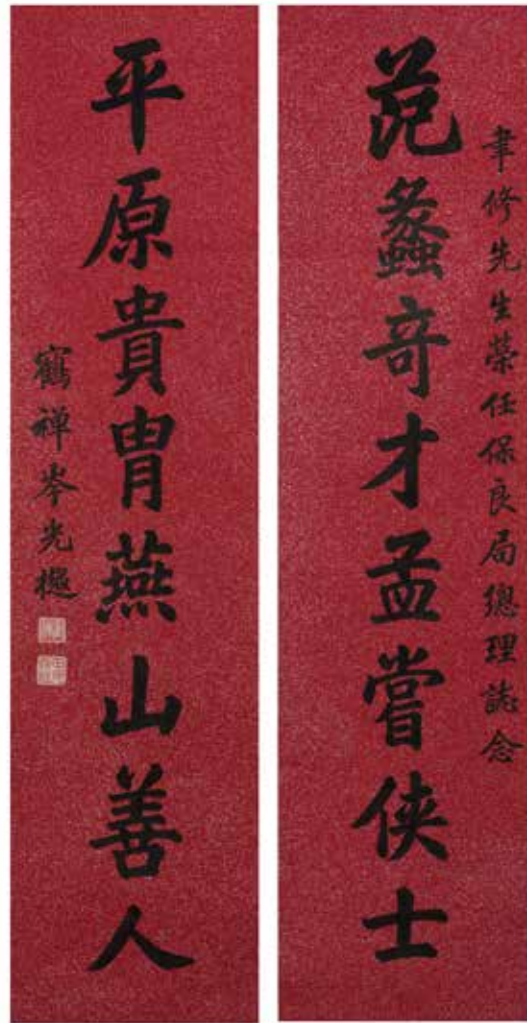 聿修先生榮任保良局總理誌念
范蠡奇才孟嘗俠士
平原貴胄燕山善人
鶴禪岑光樾